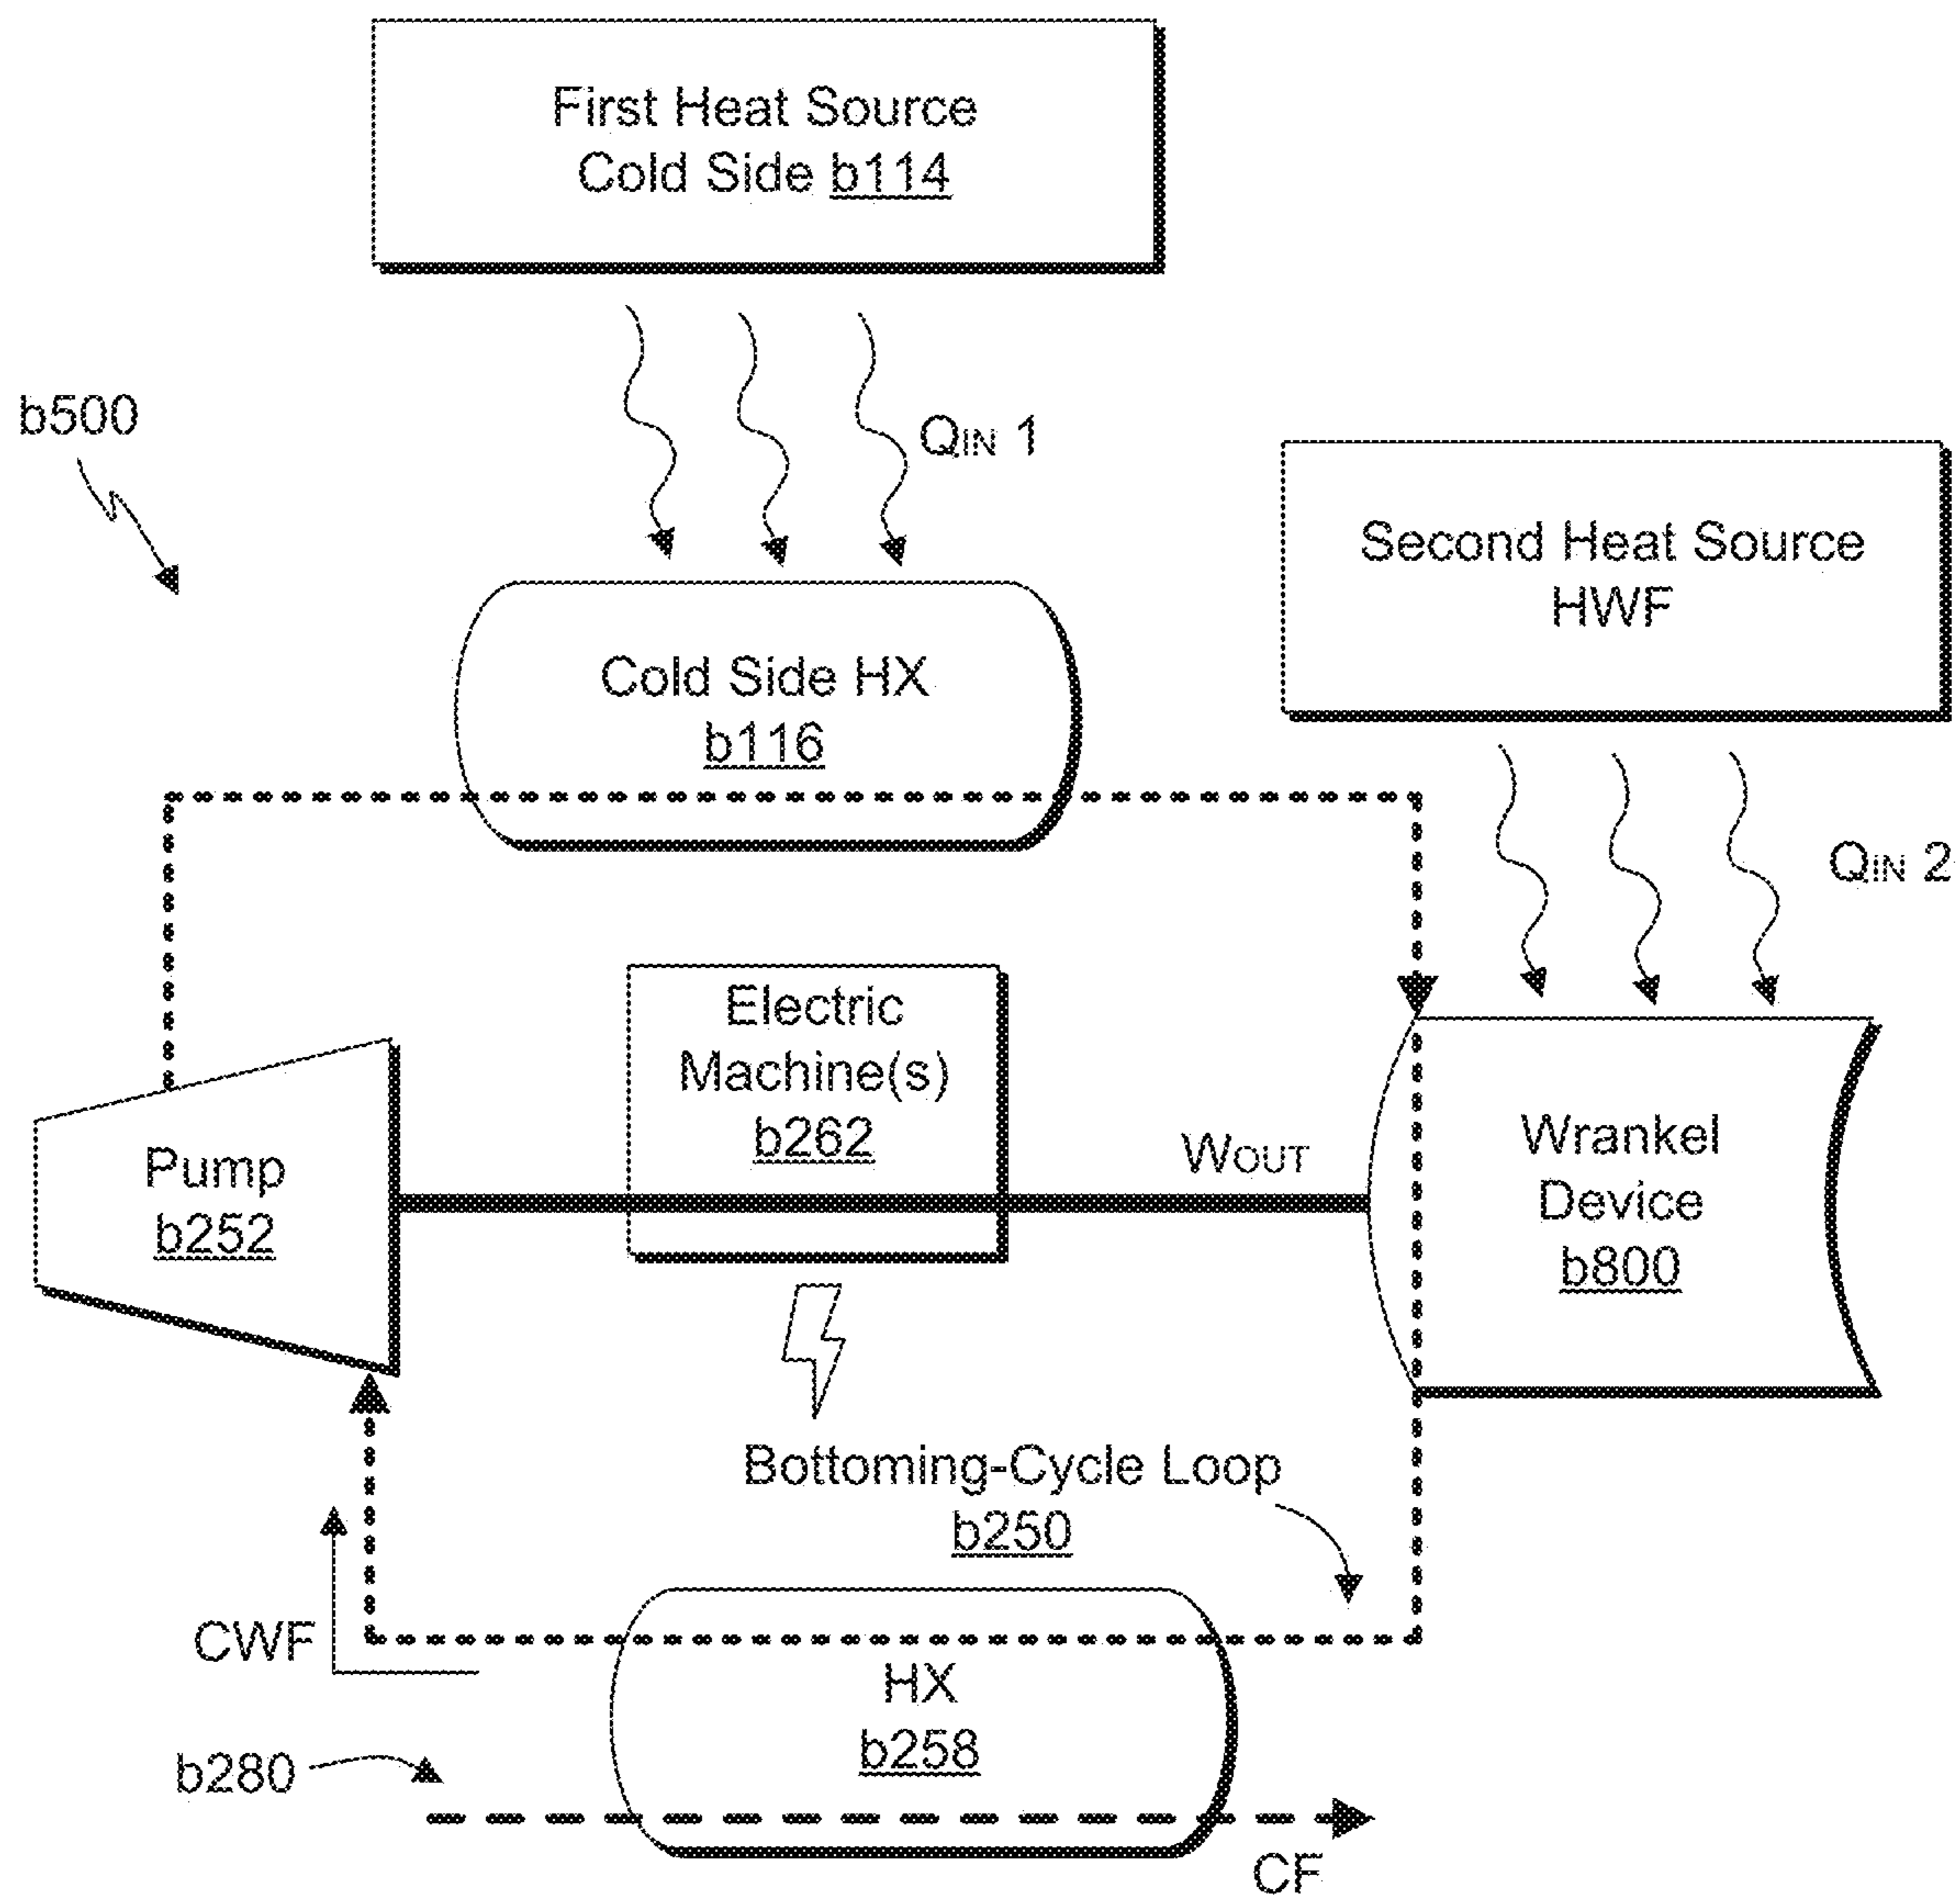 First Heat Source
Cold Side b114
QIN 1
b500
Second Heat Source
HWF
Cold Side HX
b116
QIN 2
Electric
Machine(s)
b262
WOUT
Wrankel
Device
b800
Pump
b252
Bottoming-Cycle Loop
b250
CWF
HX
b258
b280
CF